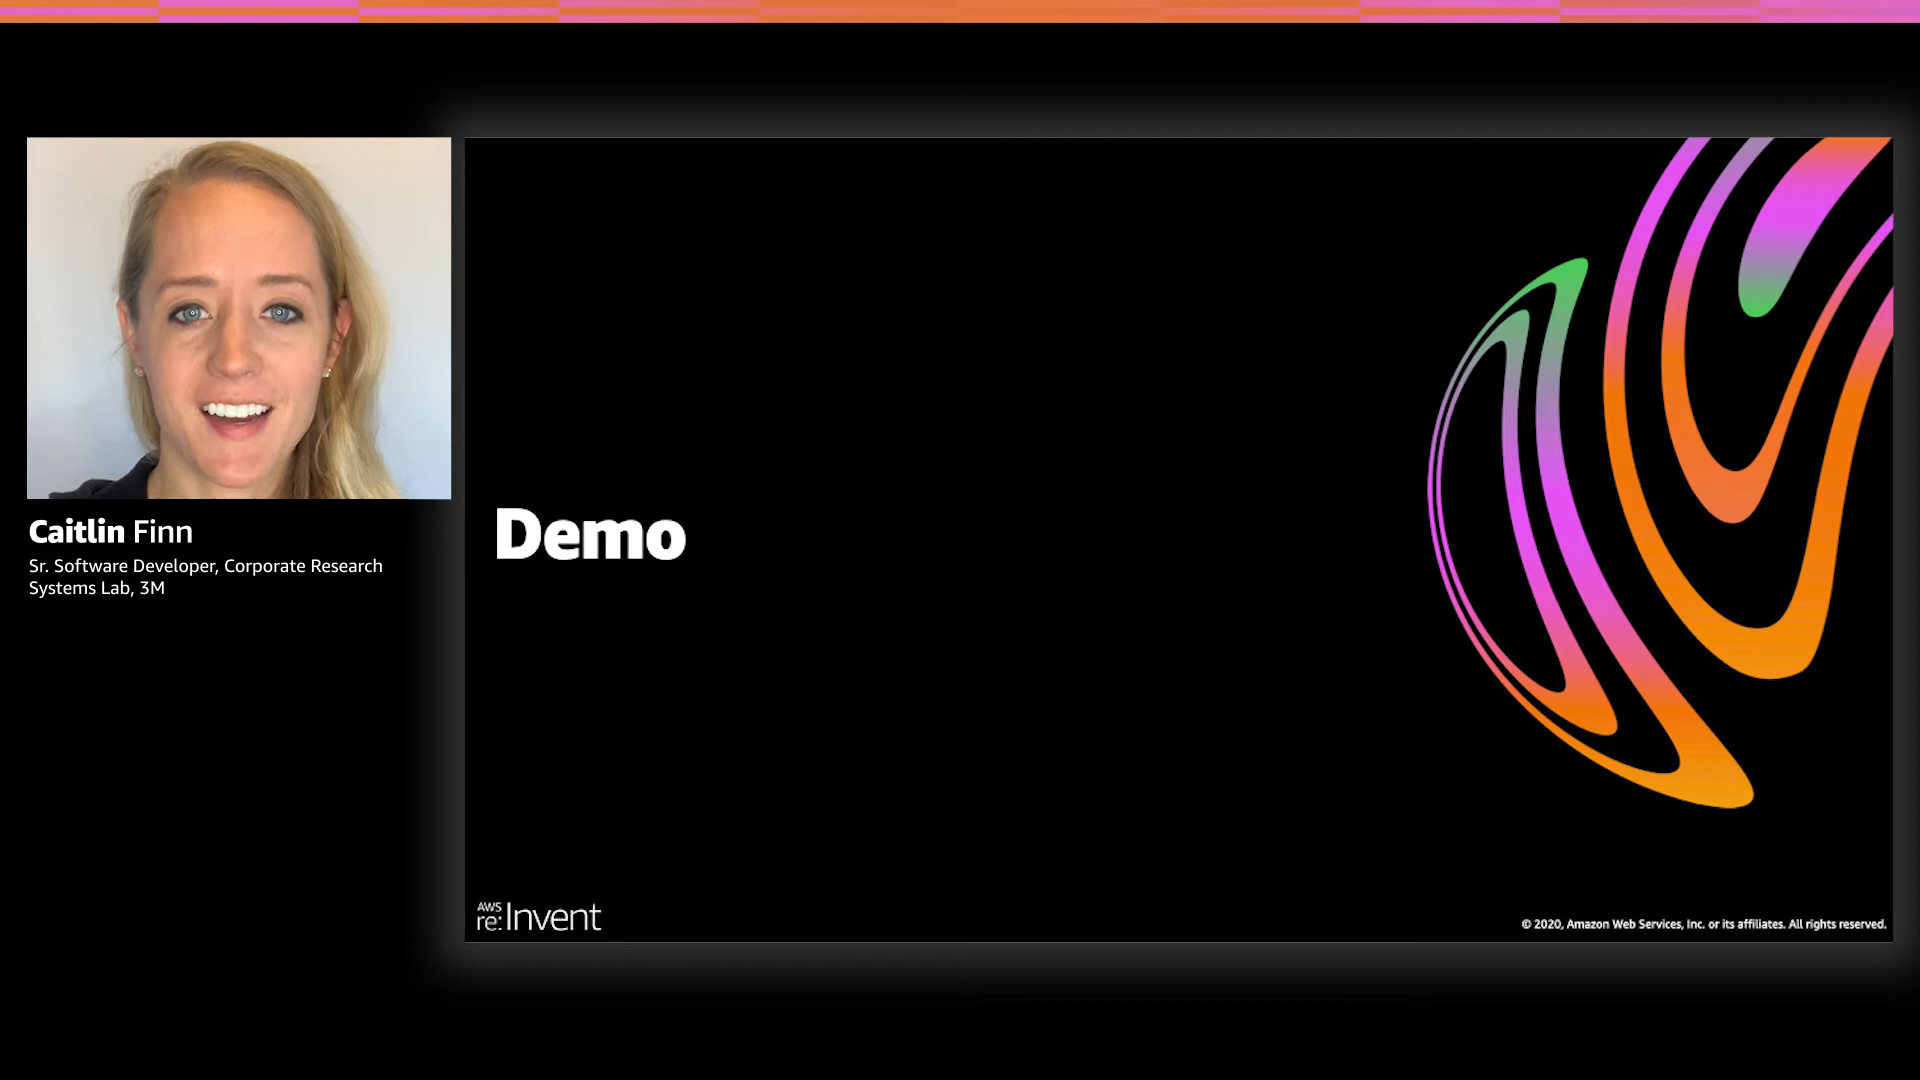 Caitlin Finn
Sr. Software Developer, Corporate Research
Systems Lab, 3M
Demo
AWS
re:Invent
© 2020, Amazon Web Services, Inc. or its affiliates. All rights reserved.